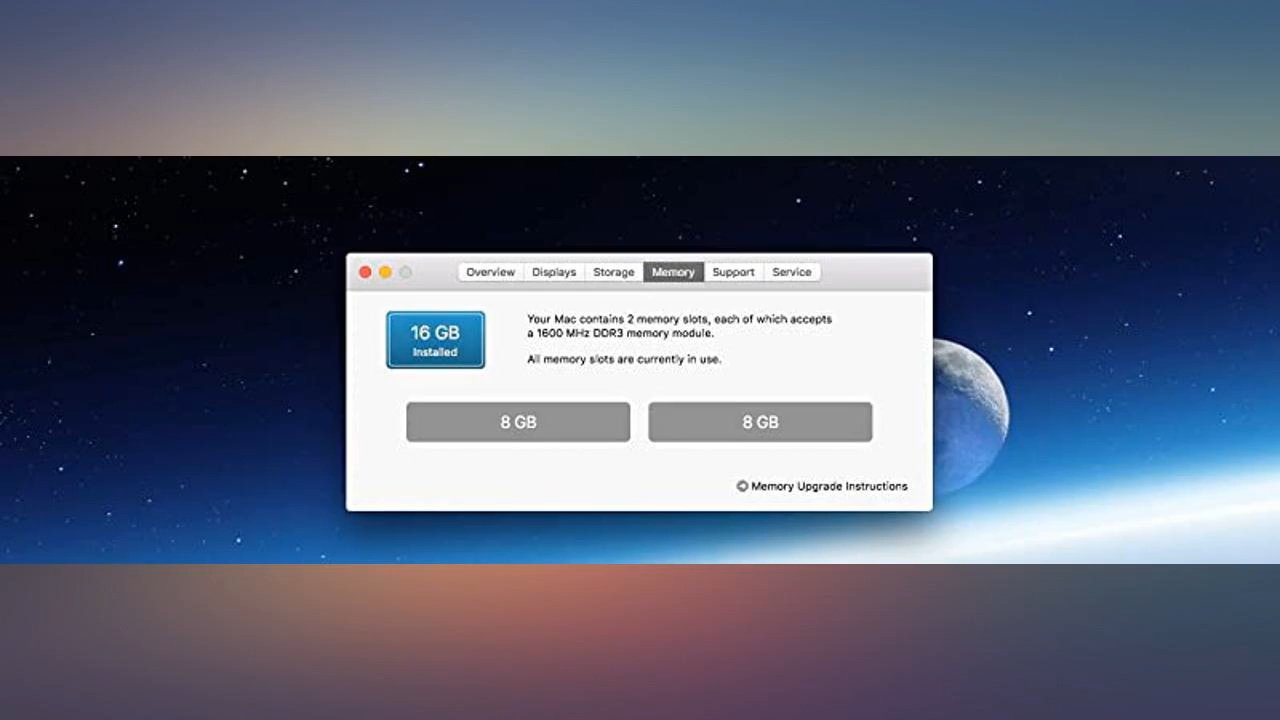 Overview Displays Storage Memory Support Service
16 GB
Installed
Your Mac contains 2 memory slots, each of which accepts
a 1600 MHz DDR3 memory module.
All memory slots are currently in use.
8 GB 8 GB
Memory Upgrade Instructions